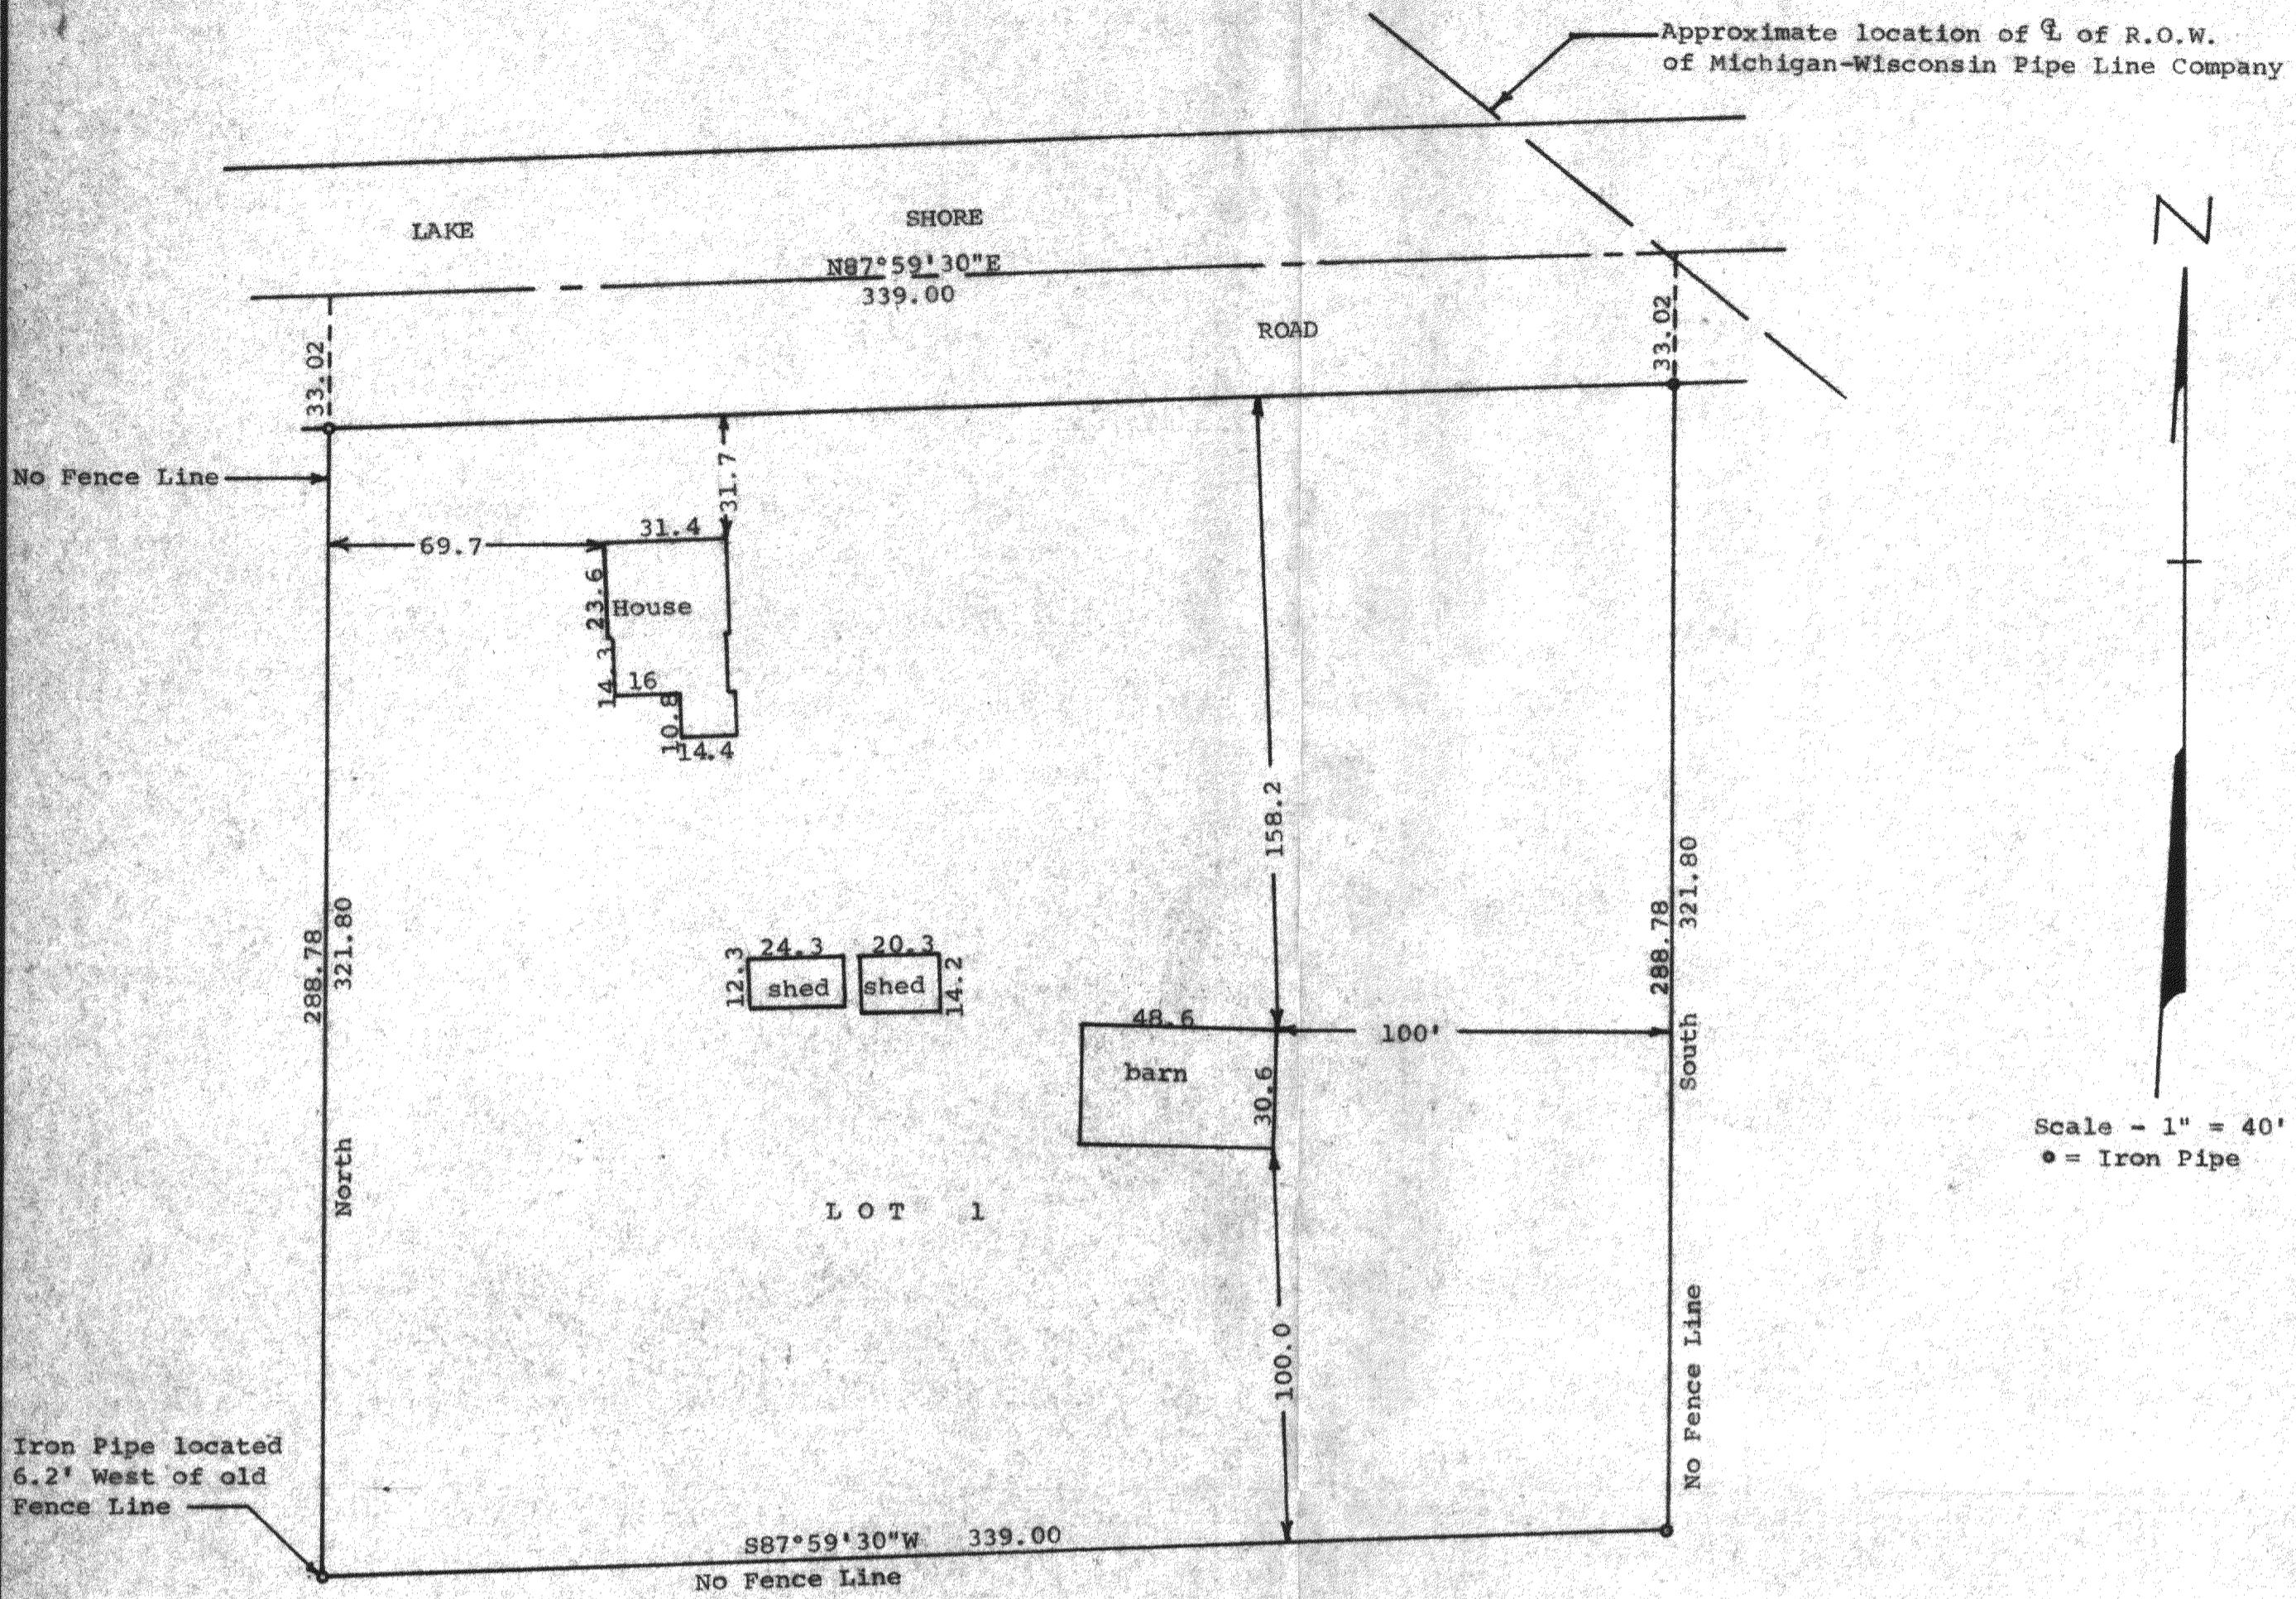 Approximate location of ℄ of R.O.W.
of Michigan-Wisconsin Pipe Line Company
N
LAKE
SHORE
N87°59'30"E
339.00
ROAD
33.02
33.02
No Fence Line
31.7
31.4
69.7
23.6
House
14.3
16
10.8
14.4
158.2
288.78
321.80
North
288.78
321.80
South
24.3
20.3
12.3
shed
shed
14.2
48.6
100'
barn
30.6
Scale - 1" = 40'
= Iron Pipe
LOT 1
100.0
No Fence Line
Iron Pipe located
6.2' West of old
Fence Line
S87°59'30"W 339.00
No Fence Line